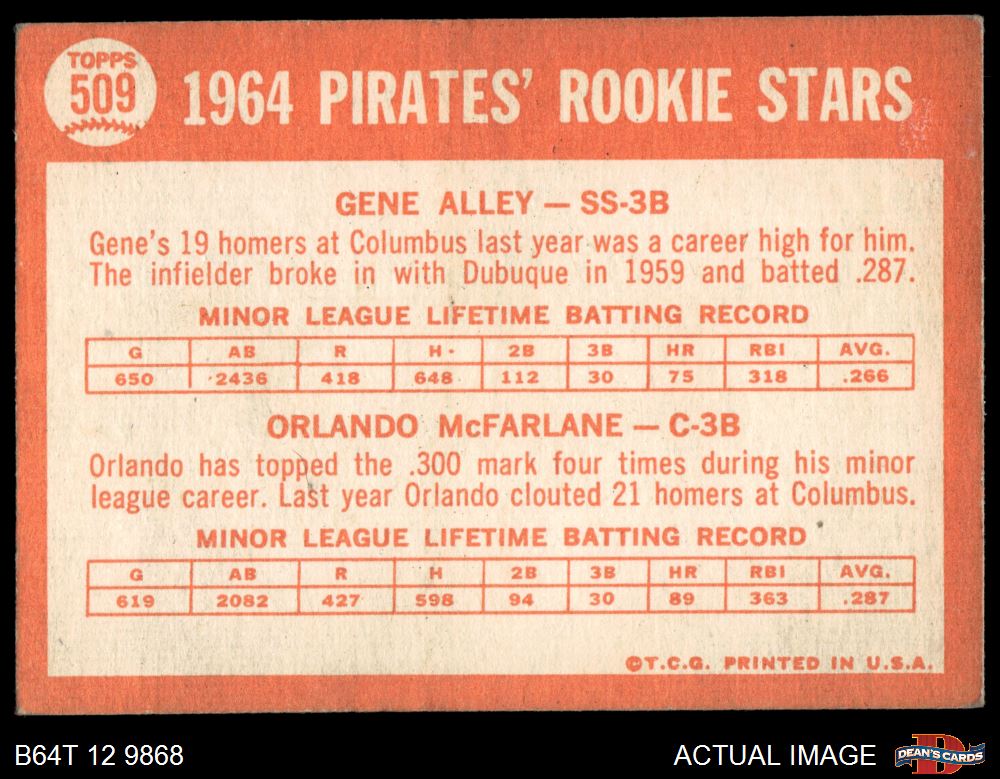 TOPPS
509
1964 PIRATES' ROOKIE STARS
GENE ALLEY — SS-3B
Gene's 19 homers at Columbus last year was a career high for him.
The infielder broke in with Dubuque in 1959 and batted .287.
MINOR LEAGUE LIFETIME BATTING RECORD
G AB R H 2B 3B HR RBI AVG.
650 2436 418 648 112 30 75 318 .266
ORLANDO McFARLANE — C-3B
Orlando has topped the .300 mark four times during his minor
league career. Last year Orlando clouted 21 homers at Columbus.
MINOR LEAGUE LIFETIME BATTING RECORD
G AB R H 2B 3B HR RBI AVG.
619 2082 427 598 94 30 89 363 .287
©T.C.G. PRINTED IN U.S.A.
B64T 12 9868
ACTUAL IMAGE
D
DEAN'S CARDS